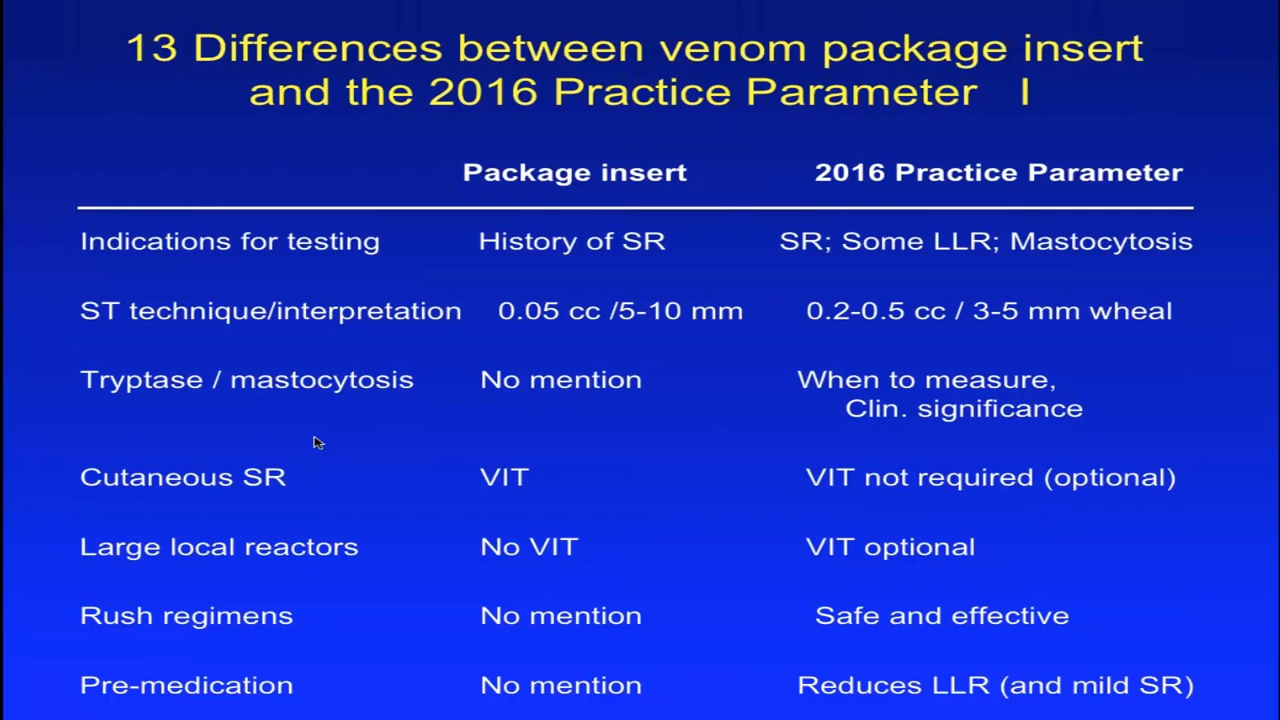 13 Differences between venom package insert
and the 2016 Practice Parameter I
Package insert 2016 Practice Parameter
Indications for testing History of SR SR; Some LLR; Mastocytosis
ST technique/interpretation 0.05 cc /5-10 mm 0.2-0.5 cc / 3-5 mm wheal
Tryptase / mastocytosis No mention When to measure,
Clin. significance
Cutaneous SR VIT VIT not required (optional)
Large local reactors No VIT VIT optional
Rush regimens No mention Safe and effective
Pre-medication No mention Reduces LLR (and mild SR)